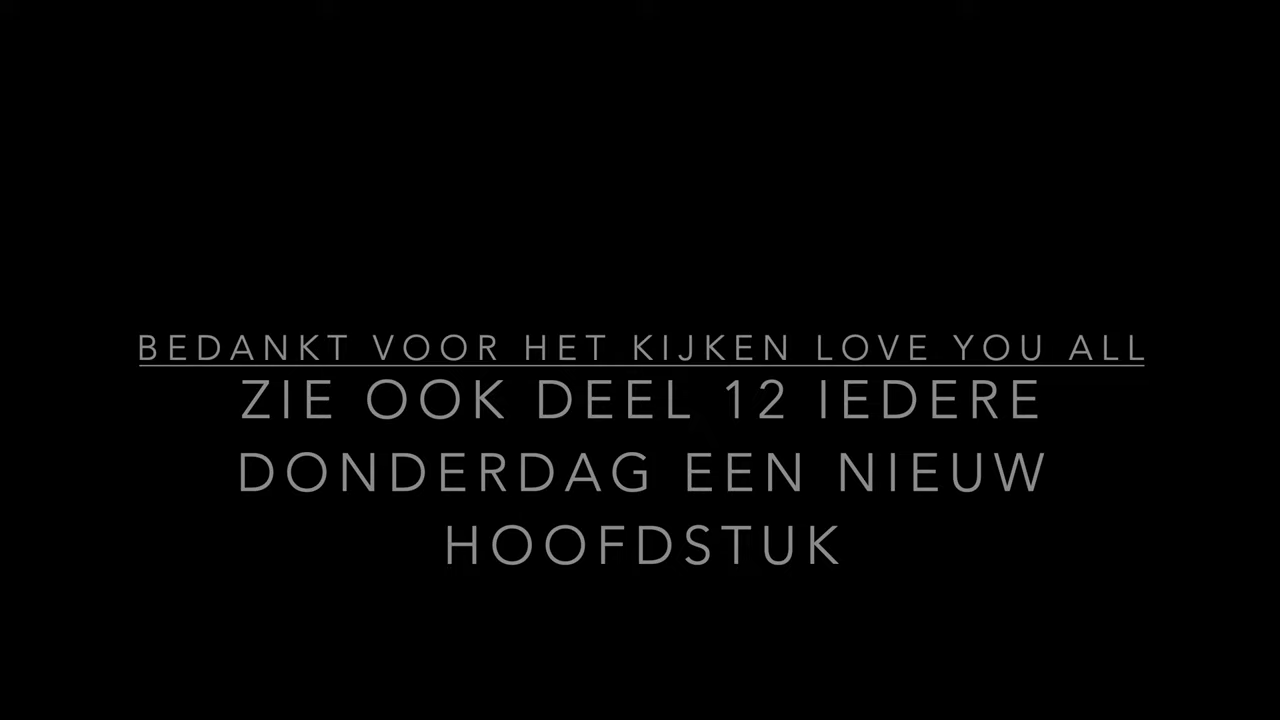 BEDANKT VOOR HET KIJKEN LOVE YOU ALL
ZIE OOK DEEL 12 IEDERE
DONDERDAG EEN NIEUW
HOOFDSTUK